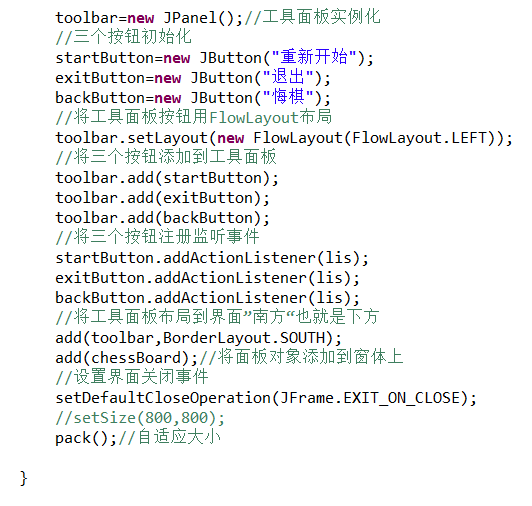 toolbar=new JPanel();//工具面板实例化
//三个按钮初始化
startButton=new JButton("重新开始");
exitButton=new JButton("退出");
backButton=new JButton("悔棋");
//将工具面板按钮用FlowLayout布局
toolbar.setLayout(new FlowLayout(FlowLayout.LEFT));
//将三个按钮添加到工具面板
toolbar.add(startButton);
toolbar.add(exitButton);
toolbar.add(backButton);
//将三个按钮注册监听事件
startButton.addActionListener(lis);
exitButton.addActionListener(lis);
backButton.addActionListener(lis);
//将工具面板布局到界面”南方“也就是下方
add(toolbar,BorderLayout.SOUTH);
add(chessBoard);//将面板对象添加到窗体上
//设置界面关闭事件
setDefaultCloseOperation(JFrame.EXIT_ON_CLOSE);
//setSize(800,800);
pack();//自适应大小
}